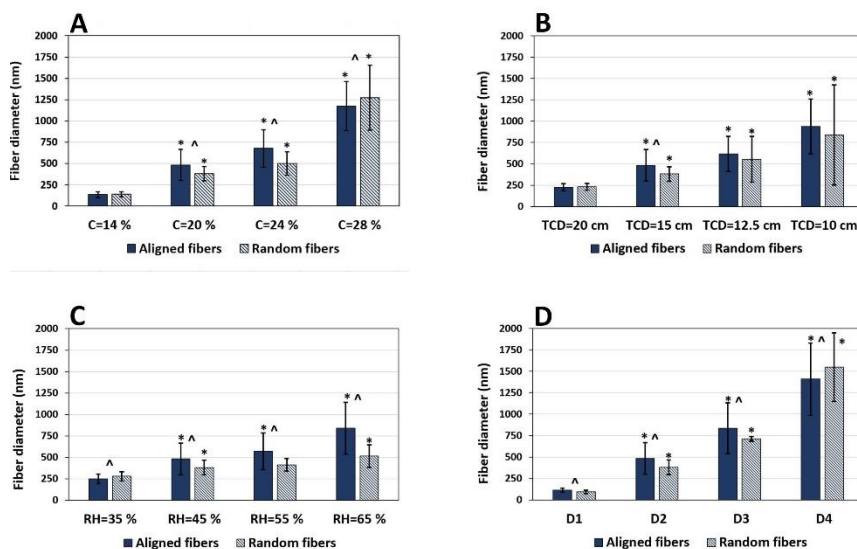 A
Fiber diameter (nm)
2000
1750
1500
1250
1000
750
500
250
0
* ^ *
* ^ *
* ^ *
C=14 % C=20 % C=24 % C=28 %
Aligned fibers Random fibers
B
Fiber diameter (nm)
2000
1750
1500
1250
1000
750
500
250
0
* ^ *
* *
* *
TCD=20 cm TCD=15 cm TCD=12.5 cm TCD=10 cm
Aligned fibers Random fibers
C
Fiber diameter (nm)
2000
1750
1500
1250
1000
750
500
250
0
^
* ^ *
* ^
* ^ *
RH=35 % RH=45 % RH=55 % RH=65 %
Aligned fibers Random fibers
D
Fiber diameter (nm)
2000
1750
1500
1250
1000
750
500
250
0
^
* ^ *
* ^ *
* ^ *
D1 D2 D3 D4
Aligned fibers Random fibers